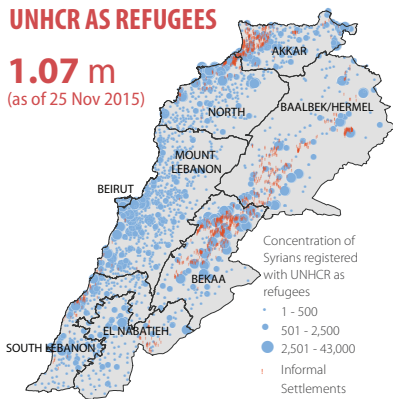 UNHCR AS REFUGEES
1.07 m
(as of 25 Nov 2015)
AKKAR
BAALBEK/HERMEL
NORTH
MOUNT
LEBANON
BEIRUT
BEKAA
EL NABATIEH
SOUTH LEBANON
Concentration of
Syrians registered
with UNHCR as
refugees
1 - 500
501 - 2,500
2,501 - 43,000
Informal
Settlements